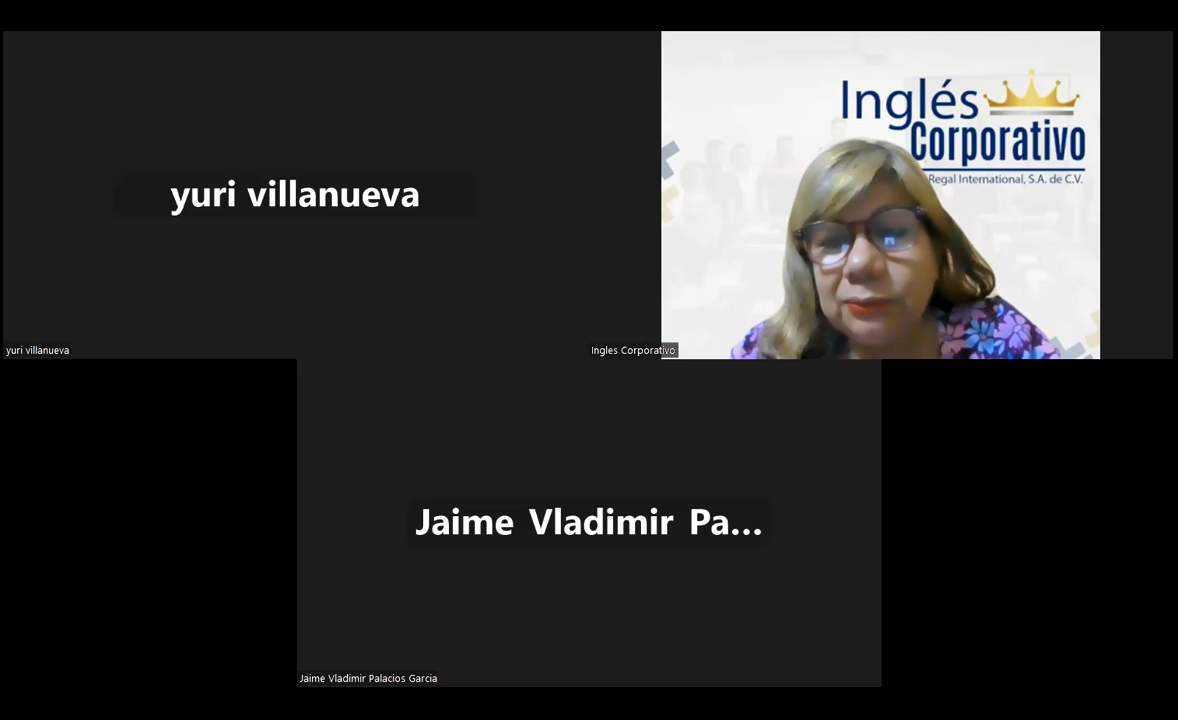 yuri villanueva
yuri villanueva
Inglés
Corporativo
Regal International, S.A. de C.V.
Ingles Corporativo
Jaime Vladimir Pa...
Jaime Vladimir Palacios Garcia